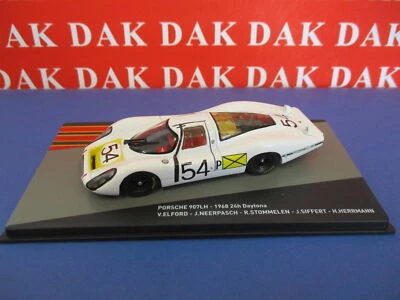 DAK DAK DAK DAK DAK DAK
DAK DAK DAK DAK DAK DAK
54
54
54
P
PORSCHE 907LH - 1968 24h Daytona
V.ELFORD - J.NEERPASCH - R.STOMMELEN - J.SIFFERT - H.HERRMANN